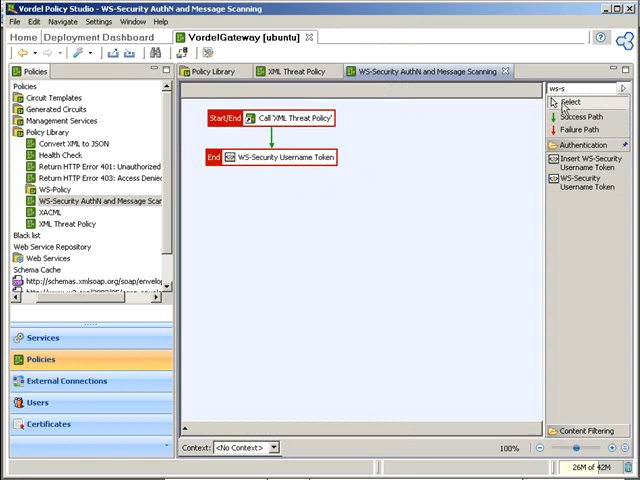 Vordel Policy Studio - WS-Security AuthN and Message Scanning
File Edit Navigate Settings Window Help
Home Deployment Dashboard VordelGateway [ubuntu]
Policies
Policy Library XML Threat Policy WS-Security AuthN and Message Scanning
Policies
Circuit Templates
Generated Circuits
Management Services
Policy Library
Convert XML to JSON
Health Check
Return HTTP Error 401: Unauthorized
Return HTTP Error 403: Access Denied
WS-Policy
WS-Security AuthN and Message Scan
XACML
XML Threat Policy
Black list
Web Service Repository
Web Services
Schema Cache
http://schemas.xmlsoap.org/soap/envelo
Services
Policies
External Connections
Users
Certificates
Start/End Call 'XML Threat Policy'
End WS-Security Username Token
Context: <No Context> 100%
ws-s
Select
Success Path
Failure Path
Authentication
Insert WS-Security
Username Token
WS-Security
Username Token
Content Filtering
26M of 42M